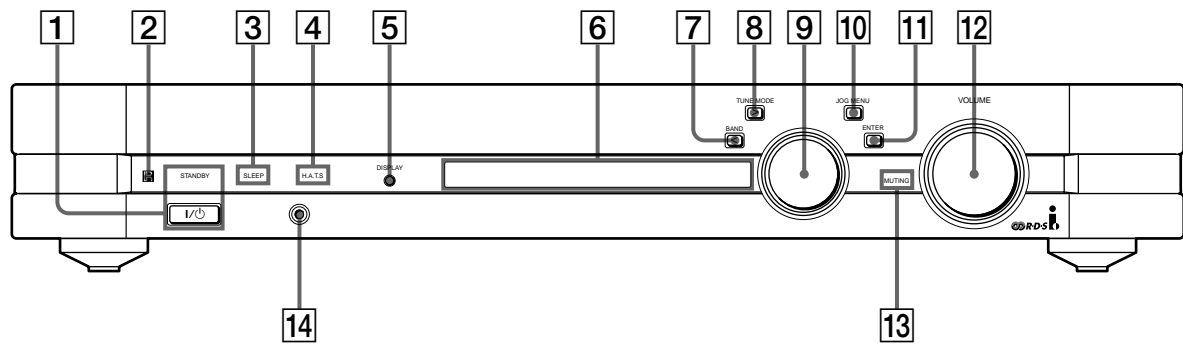 1 2 3 4 5 6 7 8 9 10 11 12
TUNE MODE JOG MENU VOLUME
BAND ENTER
STANDBY SLEEP H.A.T.S DISPLAY MUTING
I/⏻
R·D·S
14 13